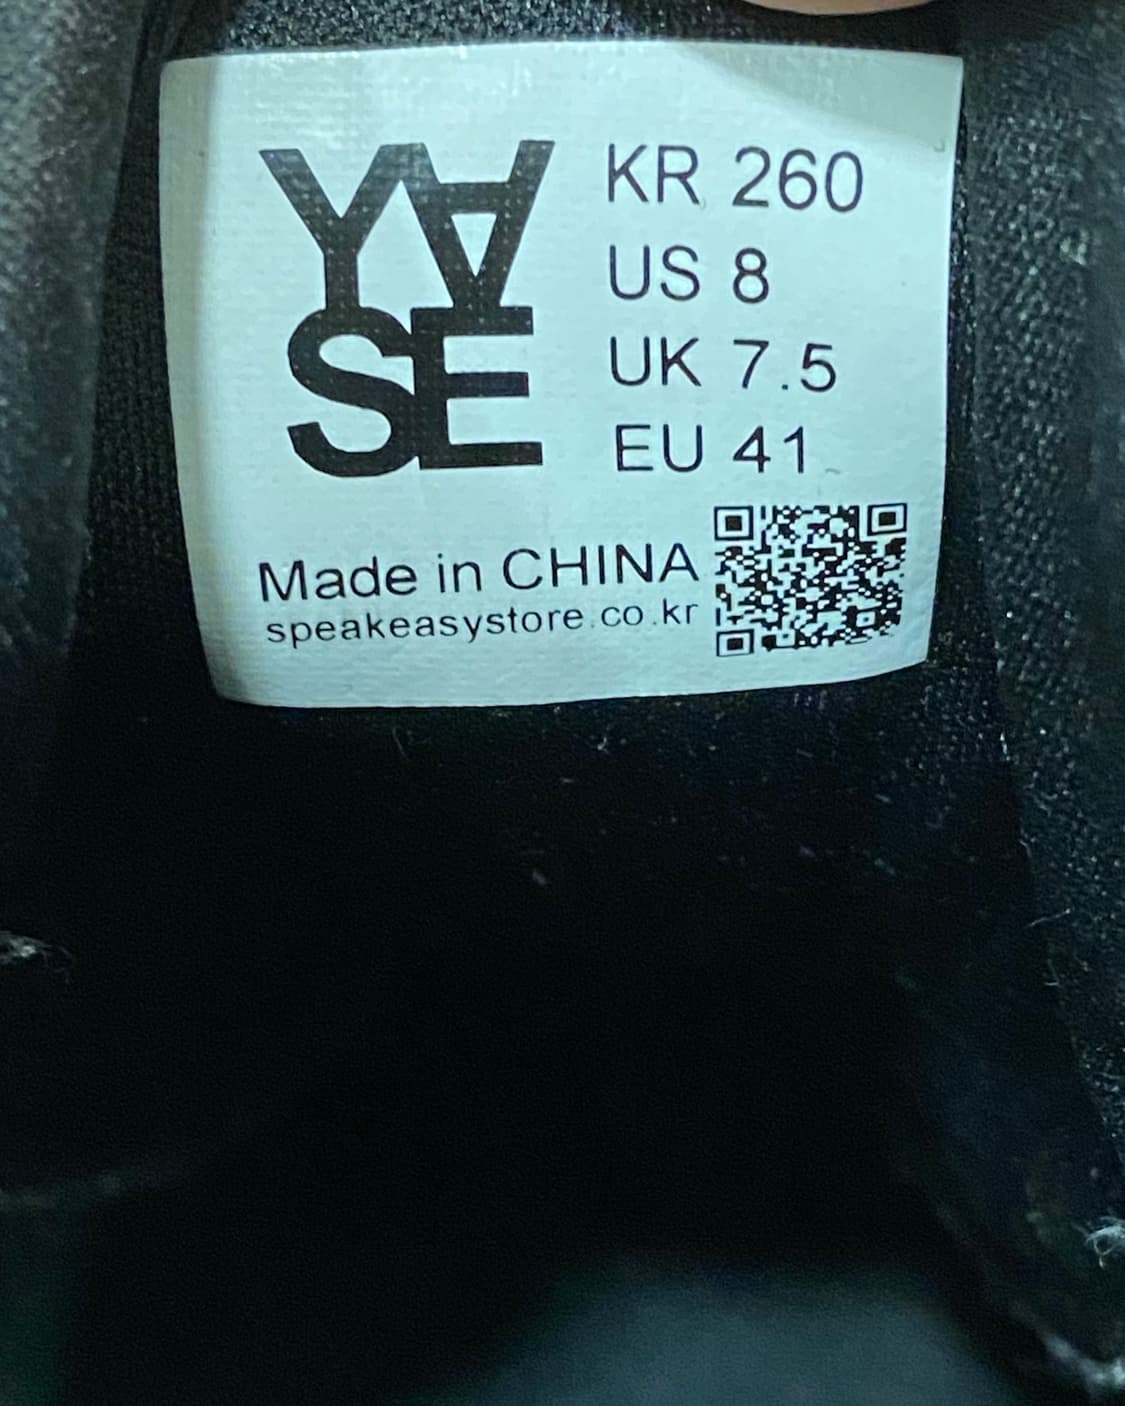 YA
SE
KR 260
US 8
UK 7.5
EU 41
Made in CHINA
speakeasystore.co.kr